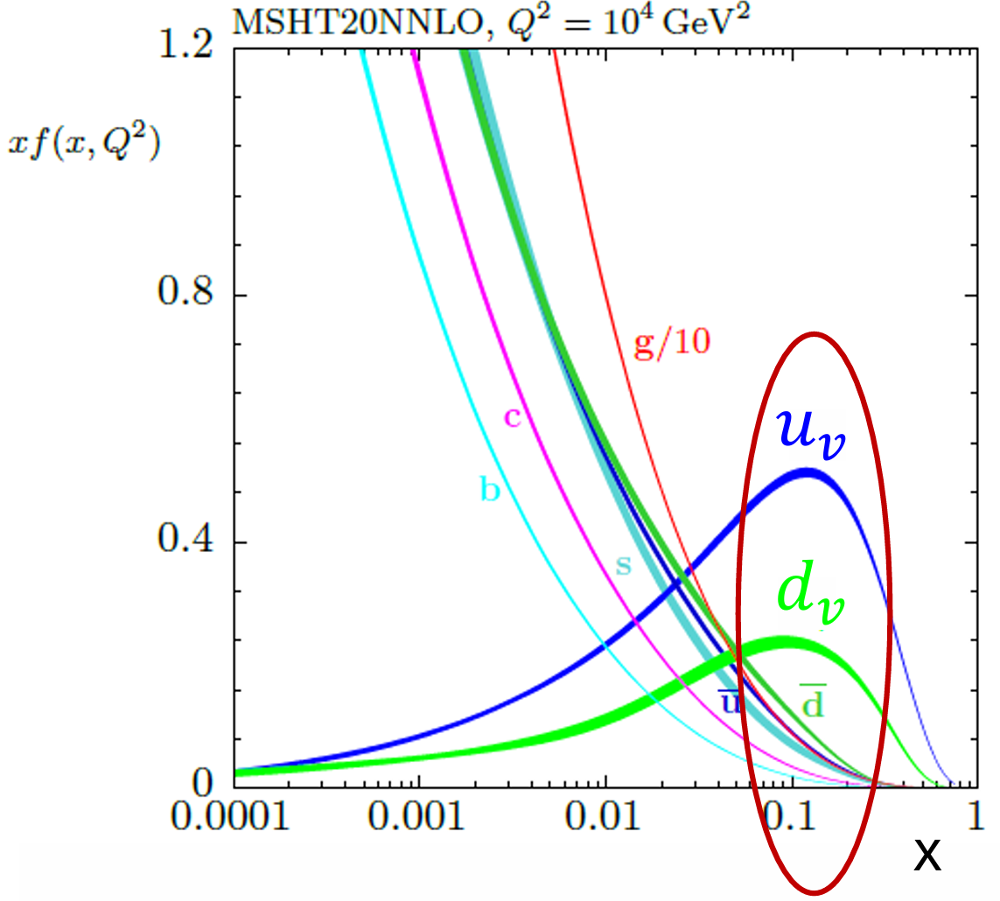 MSHT20NNLO, Q² = 10⁴ GeV²
1.2
xf(x, Q²)
0.8
g/10
c
u_v
b
0.4
s
d_v
u̅
d̅
0
0.0001 0.001 0.01 0.1 1
x